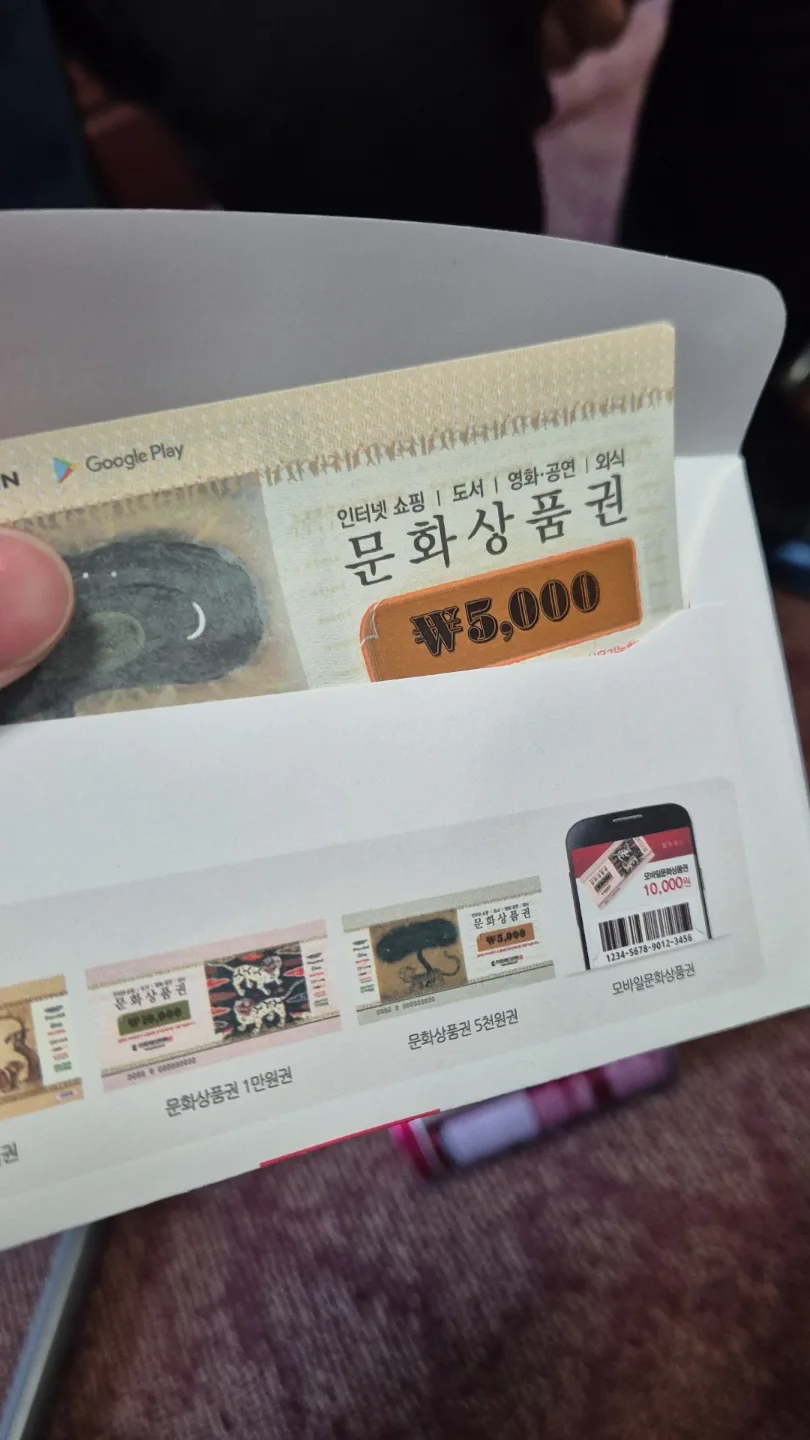 N Google Play
인터넷 쇼핑 | 도서 | 영화·공연 | 외식
문화상품권
₩5,000
문화상품권
₩10,000
문화상품권
₩5,000
모바일문화상품권
10,000원
1234-5678-9012-3456
권
문화상품권 1만원권
문화상품권 5천원권
모바일문화상품권